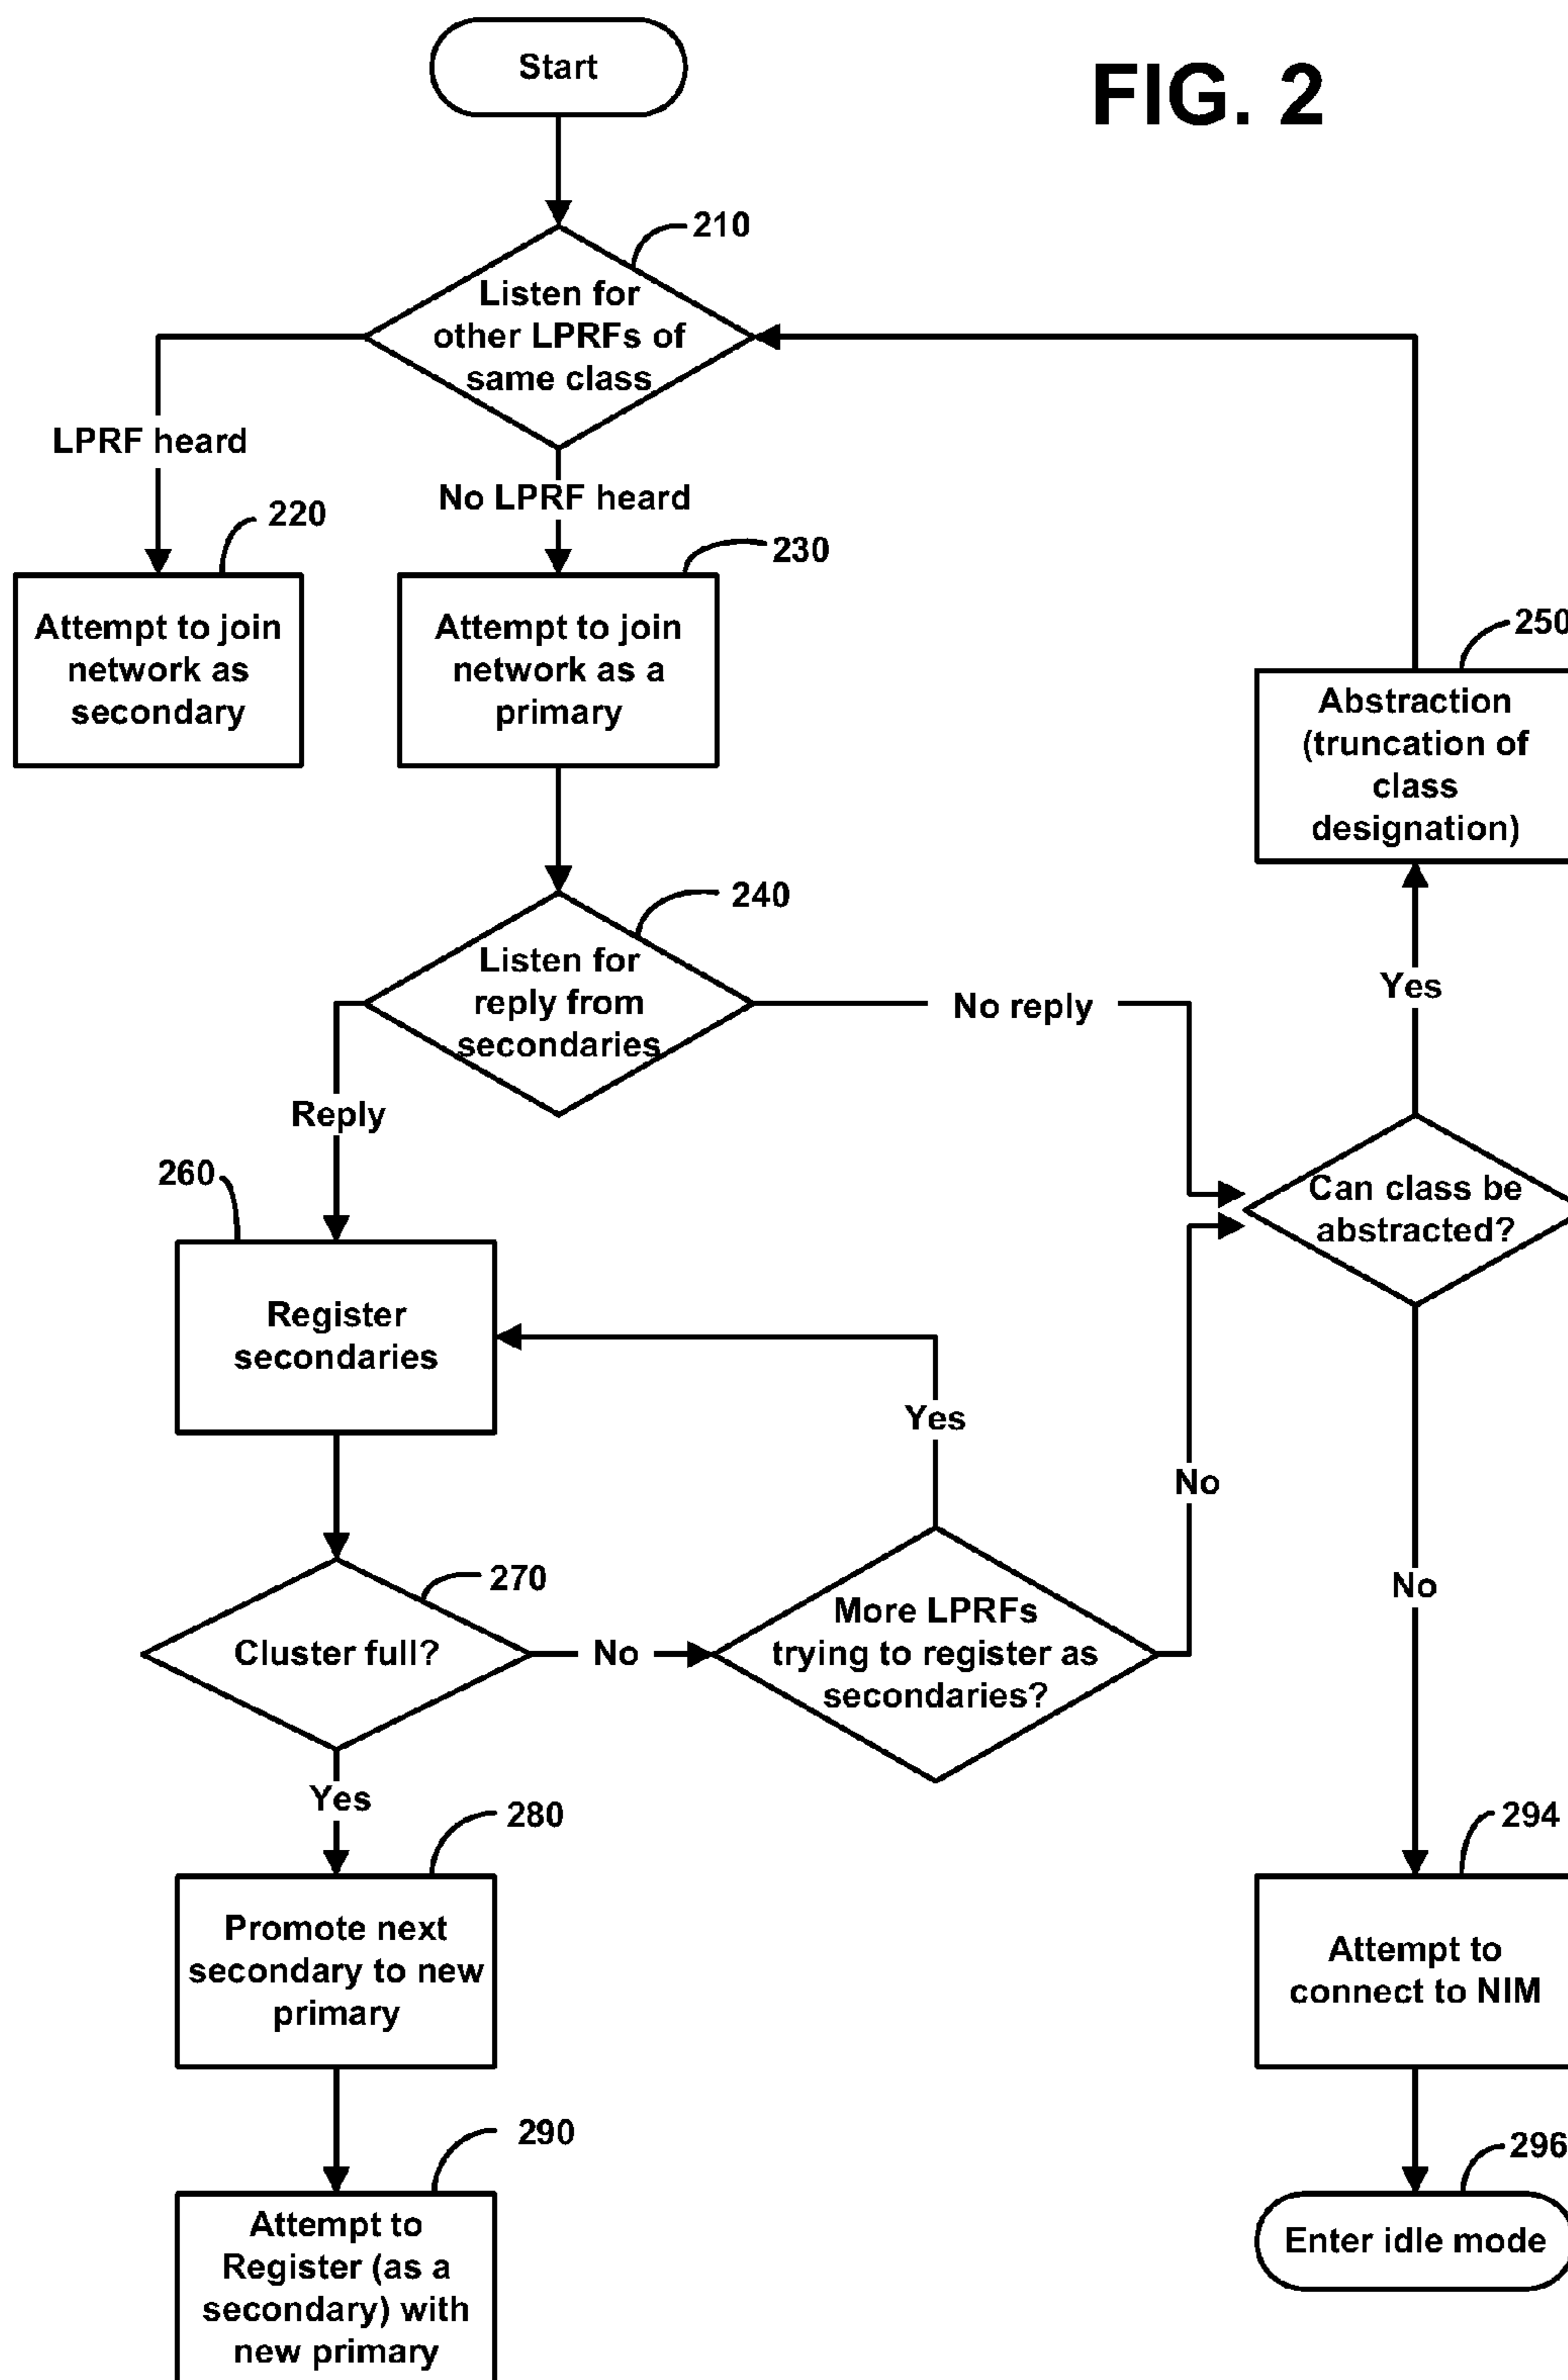 Start
FIG. 2
210
Listen for
other LPRFs of
same class
LPRF heard
No LPRF heard
220
230
Attempt to join
network as
secondary
Attempt to join
network as a
primary
250
Abstraction
(truncation of
class
designation)
240
Listen for
reply from
secondaries
No reply
Yes
Reply
260
Can class be
abstracted?
Register
secondaries
Yes
No
270
No
Cluster full?
No
More LPRFs
trying to register as
secondaries?
Yes
280
294
Promote next
secondary to new
primary
Attempt to
connect to NIM
290
296
Attempt to
Register (as a
secondary) with
new primary
Enter idle mode